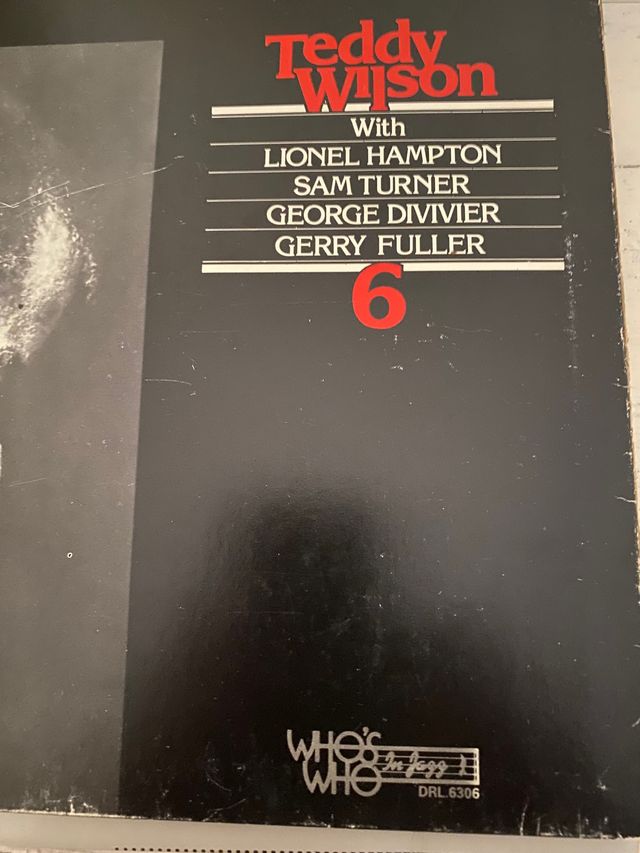 Teddy
Wilson
With
LIONEL HAMPTON
SAM TURNER
GEORGE DIVIVIER
GERRY FULLER
6
WHO'S
WHO In Jazz
DRL.6306